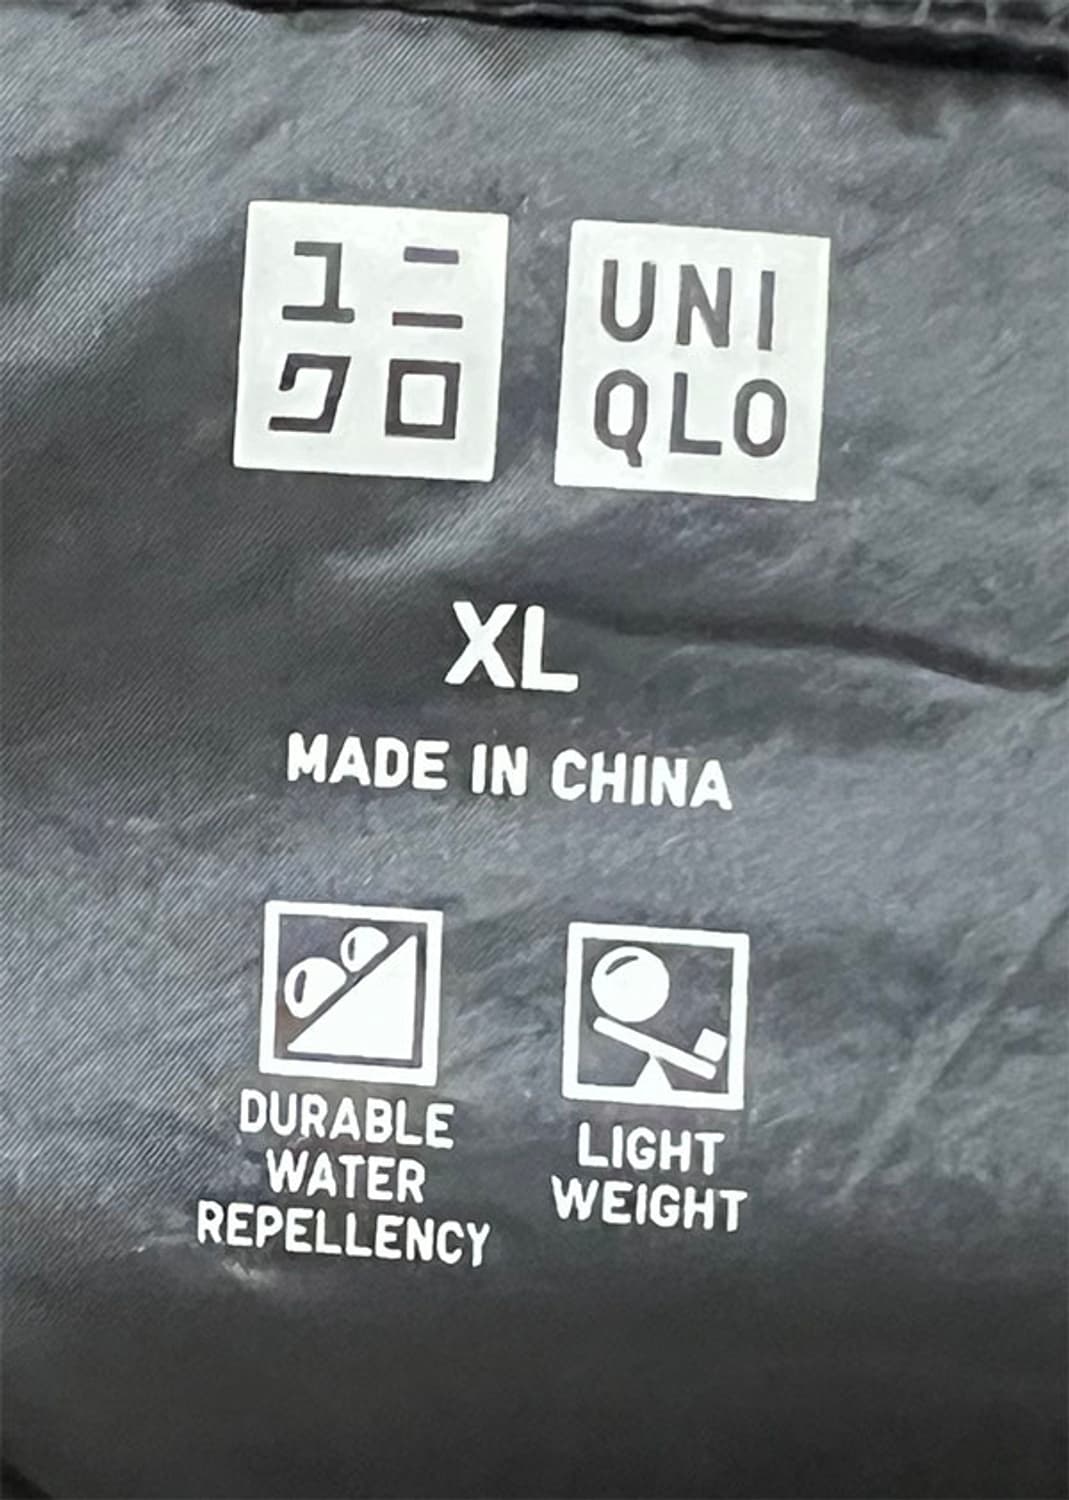 ユニ
クロ
UNI
QLO
XL
MADE IN CHINA
DURABLE
WATER
REPELLENCY
LIGHT
WEIGHT